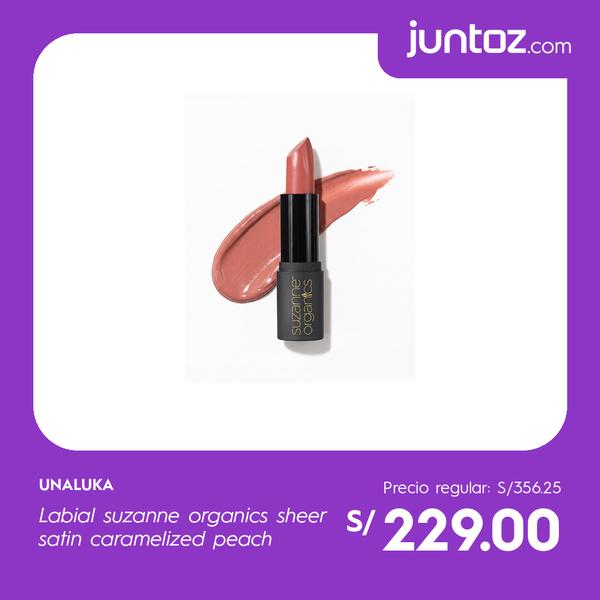 juntoz.com
suzanne
organics
UNALUKA
Labial suzanne organics sheer
satin caramelized peach
Precio regular: S/356.25
S/ 229.00